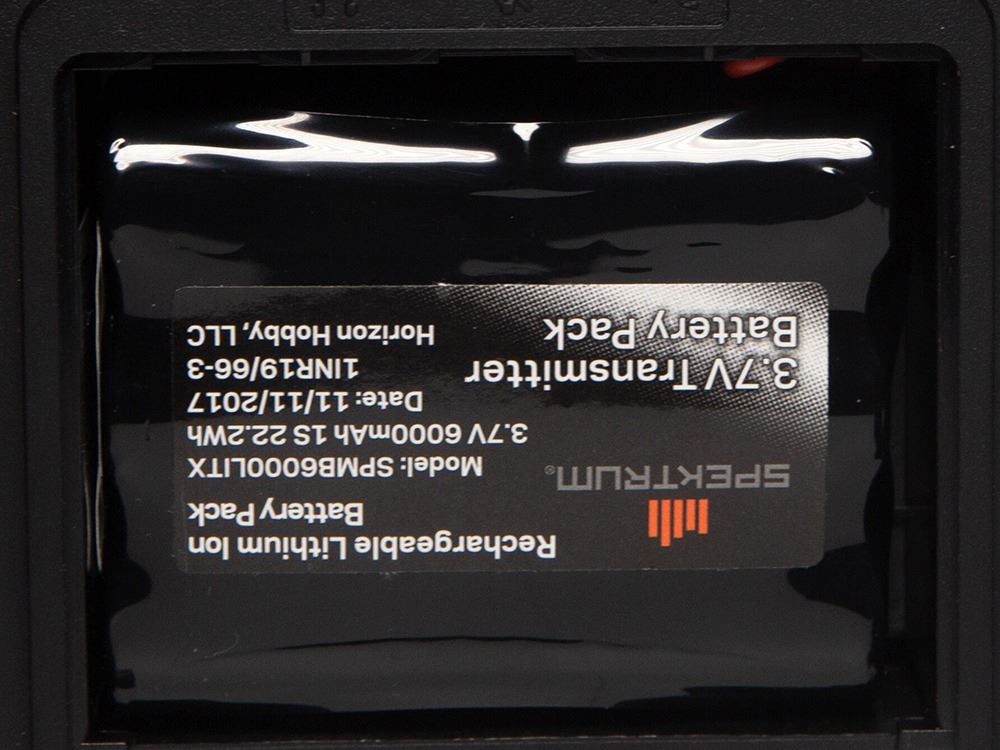 Rechargeable Lithium Ion
Battery Pack
Model: SPMB6000LITX
3.7V 6000mAh 1S 22.2Wh
Date: 11/11/2017
1INR19/66-3
Horizon Hobby, LLC
SPEKTRUM®
3.7V Transmitter
Battery Pack